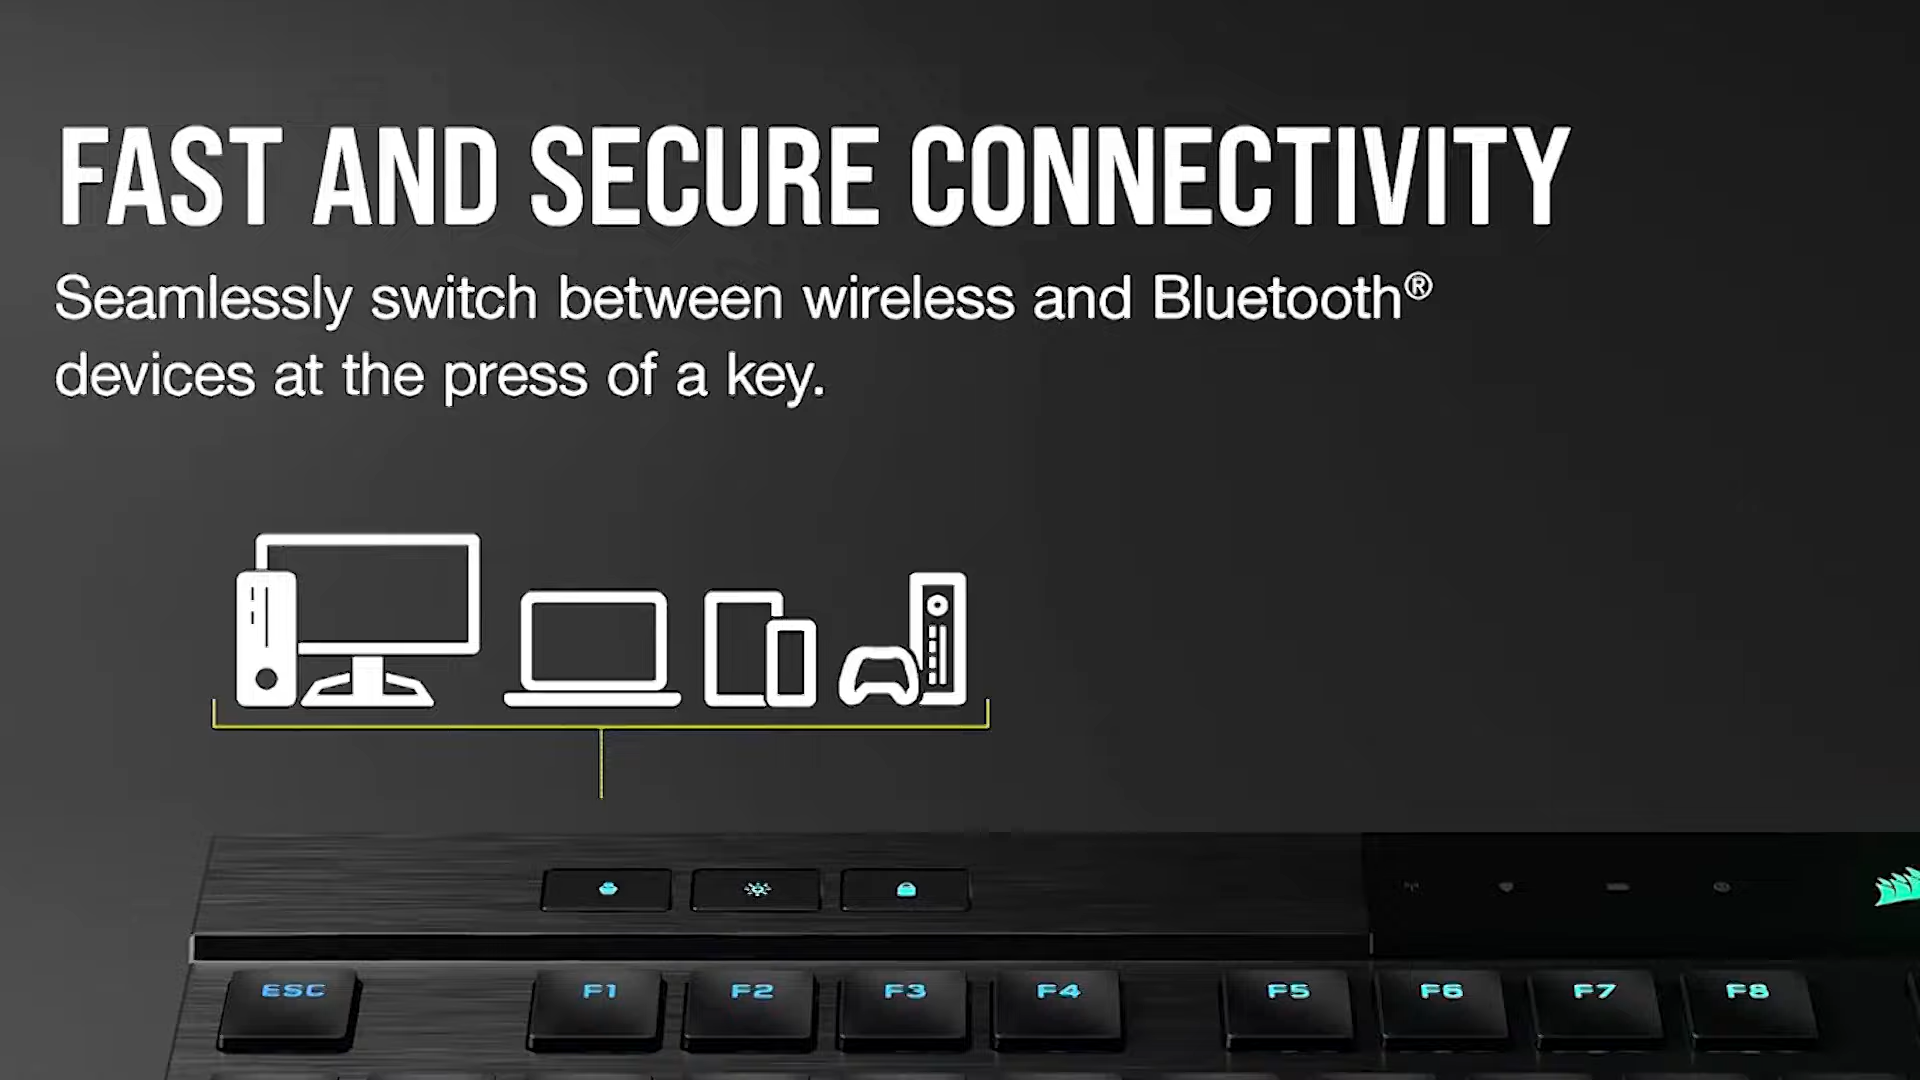 FAST AND SECURE CONNECTIVITY
Seamlessly switch between wireless and Bluetooth®
devices at the press of a key.
ESC F1 F2 F3 F4 F5 F6 F7 F8